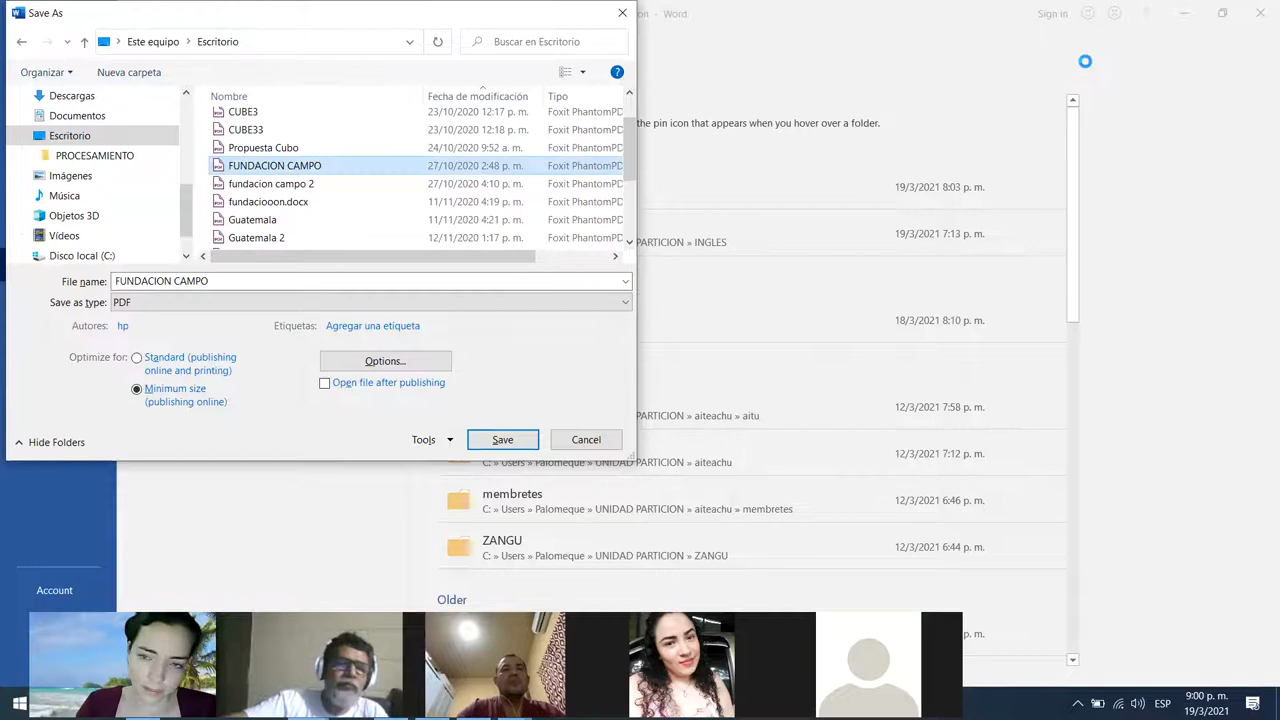 Save As
on - Word
Sign in
Este equipo
Escritorio
Buscar en Escritorio
Organizar
Nueva carpeta
Descargas
Documentos
Escritorio
PROCESAMIENTO
Imágenes
Música
Objetos 3D
Vídeos
Disco local (C:)
Nombre Fecha de modificación Tipo
CUBE3 23/10/2020 12:17 p. m. Foxit PhantomPD
CUBE33 23/10/2020 12:18 p. m. Foxit PhantomPD
Propuesta Cubo 24/10/2020 9:52 a. m. Foxit PhantomPD
FUNDACION CAMPO 27/10/2020 2:48 p. m. Foxit PhantomPD
fundacion campo 2 27/10/2020 4:10 p. m. Foxit PhantomPD
fundaciooon.docx 11/11/2020 4:19 p. m. Foxit PhantomPD
Guatemala 11/11/2020 4:21 p. m. Foxit PhantomPD
Guatemala 2 12/11/2020 1:17 p. m. Foxit PhantomPD
File name: FUNDACION CAMPO
Save as type: PDF
Autores: hp
Etiquetas: Agregar una etiqueta
Optimize for: Standard (publishing
online and printing)
Minimum size
(publishing online)
Options...
Open file after publishing
Hide Folders
Tools
Save
Cancel
the pin icon that appears when you hover over a folder.
19/3/2021 8:03 p. m.
19/3/2021 7:13 p. m.
PARTICION » INGLES
18/3/2021 8:10 p. m.
12/3/2021 7:58 p. m.
PARTICION » aiteachu » aitu
12/3/2021 7:12 p. m.
C: » Users » Palomeque » UNIDAD PARTICION » aiteachu
membretes
12/3/2021 6:46 p. m.
C: » Users » Palomeque » UNIDAD PARTICION » aiteachu » membretes
ZANGU
12/3/2021 6:44 p. m.
C: » Users » Palomeque » UNIDAD PARTICION » ZANGU
Account
Older
p. m.
ESP
9:00 p. m.
19/3/2021